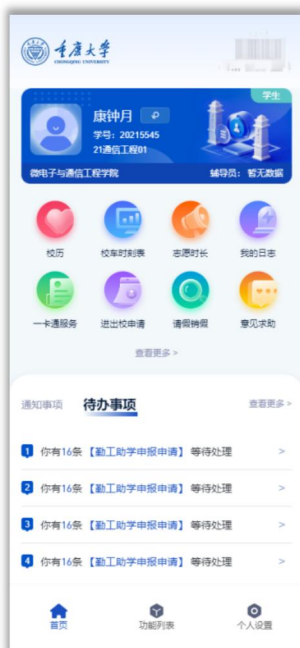 重庆大学
CHONGQING UNIVERSITY
学生
康钟月
学号：20215545
21通信工程01
微电子与通信工程学院 辅导员：暂无数据
校历 校车时刻表 志愿时长 我的日志
一卡通服务 进出校申请 请假销假 意见求助
查看更多 >
通知事项 待办事项 查看更多 >
1 你有16条【勤工助学申报申请】等待处理 >
2 你有16条【勤工助学申报申请】等待处理 >
3 你有16条【勤工助学申报申请】等待处理 >
4 你有16条【勤工助学申报申请】等待处理 >
首页 功能列表 个人设置